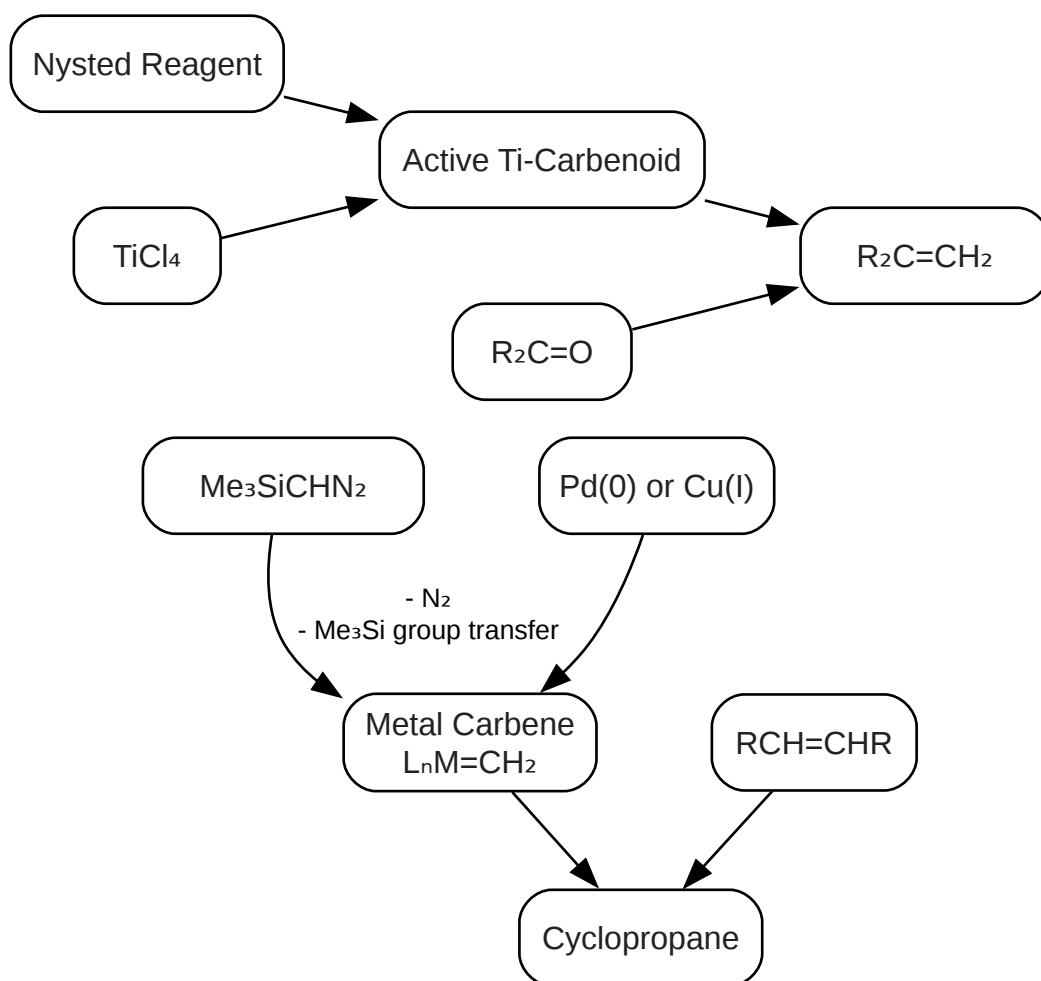 Nysted Reagent
Active Ti-Carbenoid
TiCl₄
R₂C=CH₂
R₂C=O
Me₃SiCHN₂
Pd(0) or Cu(I)
- N₂
- Me₃Si group transfer
Metal Carbene
LₙM=CH₂
RCH=CHR
Cyclopropane